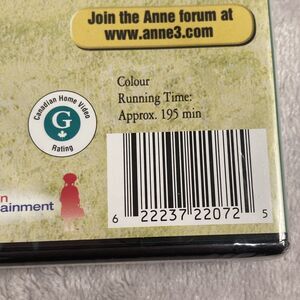 Join the Anne forum at
www.anne3.com
Colour
Running Time:
Approx. 195 min
Canadian Home Video
G
Rating
n
ainment
6 22237 22072 5